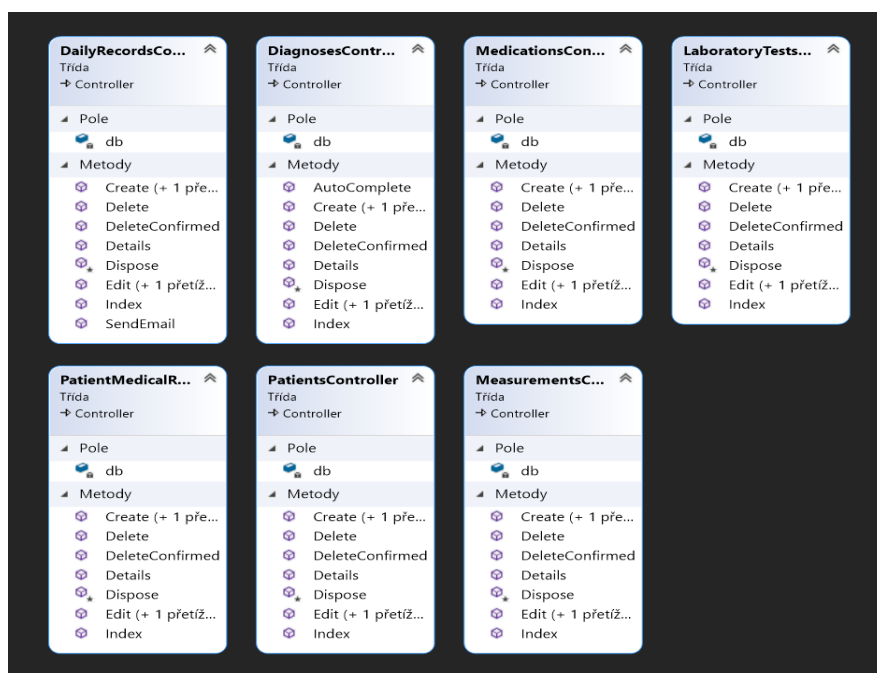 DailyRecordsCo...
Třída
Controller
Pole
db
Metody
Create (+ 1 pře...
Delete
DeleteConfirmed
Details
Dispose
Edit (+ 1 přetíž...
Index
SendEmail
DiagnosesContr...
Třída
Controller
Pole
db
Metody
AutoComplete
Create (+ 1 pře...
Delete
DeleteConfirmed
Details
Dispose
Edit (+ 1 přetíž...
Index
MedicationsCon...
Třída
Controller
Pole
db
Metody
Create (+ 1 pře...
Delete
DeleteConfirmed
Details
Dispose
Edit (+ 1 přetíž...
Index
LaboratoryTests...
Třída
Controller
Pole
db
Metody
Create (+ 1 pře...
Delete
DeleteConfirmed
Details
Dispose
Edit (+ 1 přetíž...
Index
PatientMedicalR...
Třída
Controller
Pole
db
Metody
Create (+ 1 pře...
Delete
DeleteConfirmed
Details
Dispose
Edit (+ 1 přetíž...
Index
PatientsController
Třída
Controller
Pole
db
Metody
Create (+ 1 pře...
Delete
DeleteConfirmed
Details
Dispose
Edit (+ 1 přetíž...
Index
MeasurementsC...
Třída
Controller
Pole
db
Metody
Create (+ 1 pře...
Delete
DeleteConfirmed
Details
Dispose
Edit (+ 1 přetíž...
Index